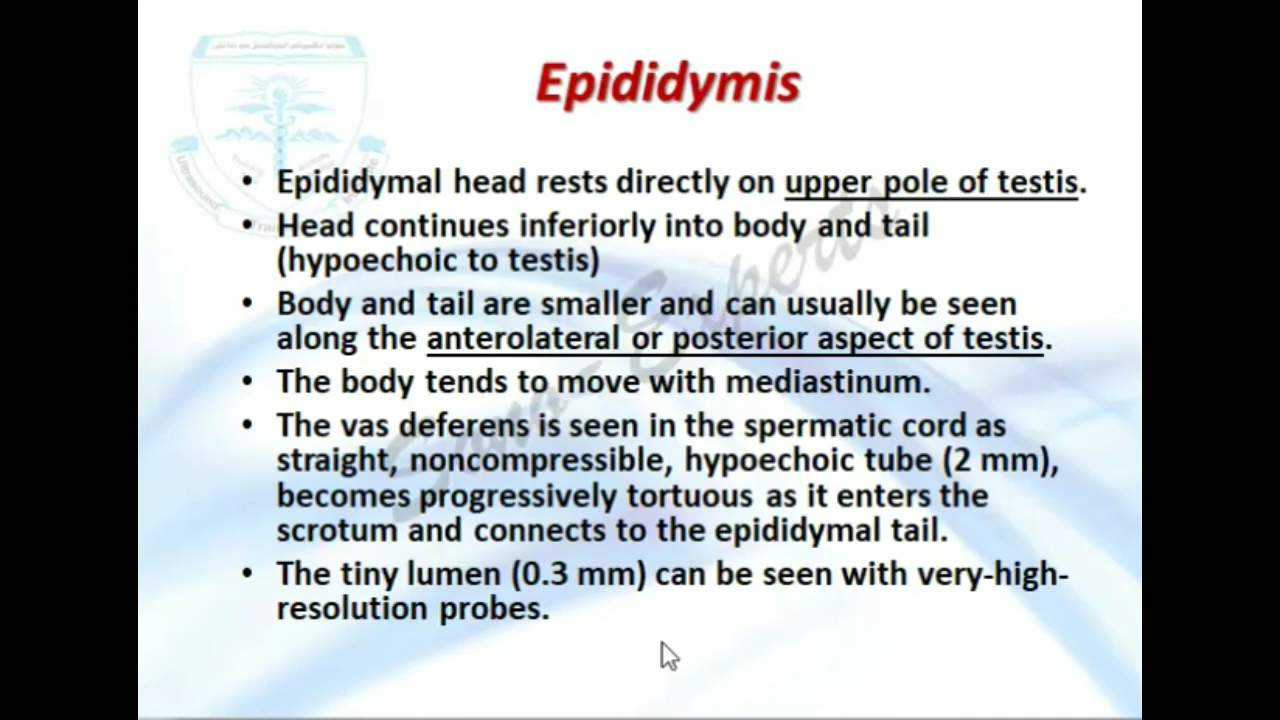 Epididymis
• Epididymal head rests directly on upper pole of testis.
• Head continues inferiorly into body and tail
(hypoechoic to testis)
• Body and tail are smaller and can usually be seen
along the anterolateral or posterior aspect of testis.
• The body tends to move with mediastinum.
• The vas deferens is seen in the spermatic cord as
straight, noncompressible, hypoechoic tube (2 mm),
becomes progressively tortuous as it enters the
scrotum and connects to the epididymal tail.
• The tiny lumen (0.3 mm) can be seen with very-high-
resolution probes.
Ultrasound
Sono-Experts